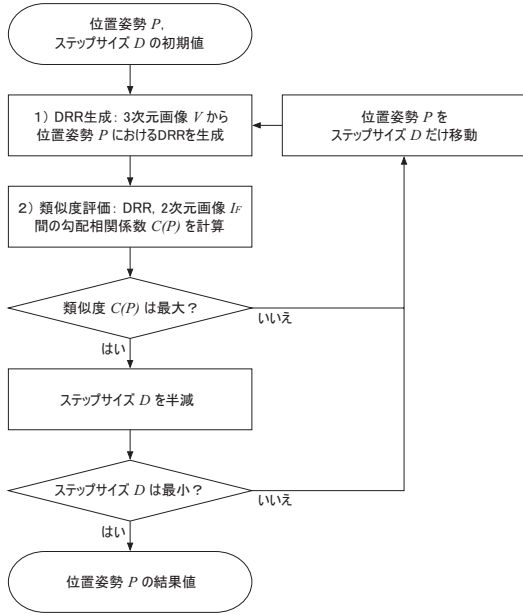 位置姿勢 P,
ステップサイズ D の初期値
1) DRR生成: 3次元画像 V から
位置姿勢 P におけるDRRを生成
位置姿勢 P を
ステップサイズ D だけ移動
2) 類似度評価: DRR, 2次元画像 IF
間の勾配相関係数 C(P) を計算
類似度 C(P) は最大?
いいえ
はい
ステップサイズ D を半減
ステップサイズ D は最小?
いいえ
はい
位置姿勢 P の結果値